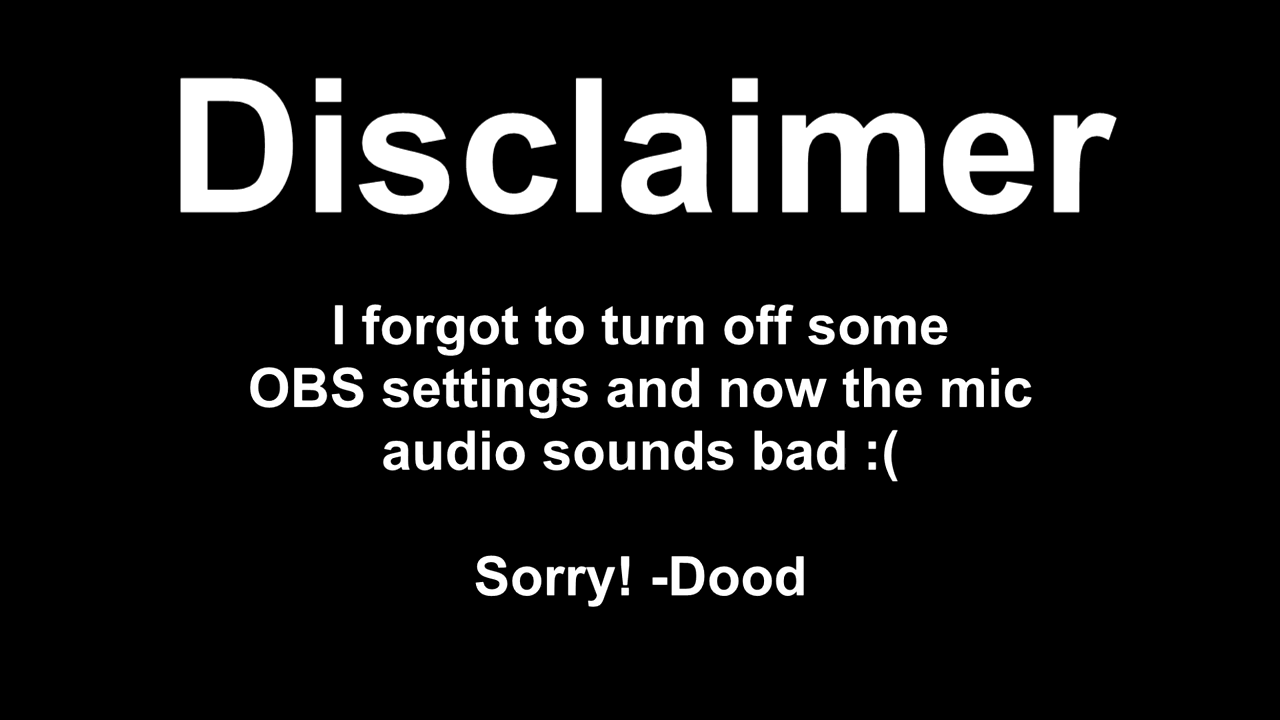 Disclaimer
I forgot to turn off some
OBS settings and now the mic
audio sounds bad :(
Sorry! -Dood